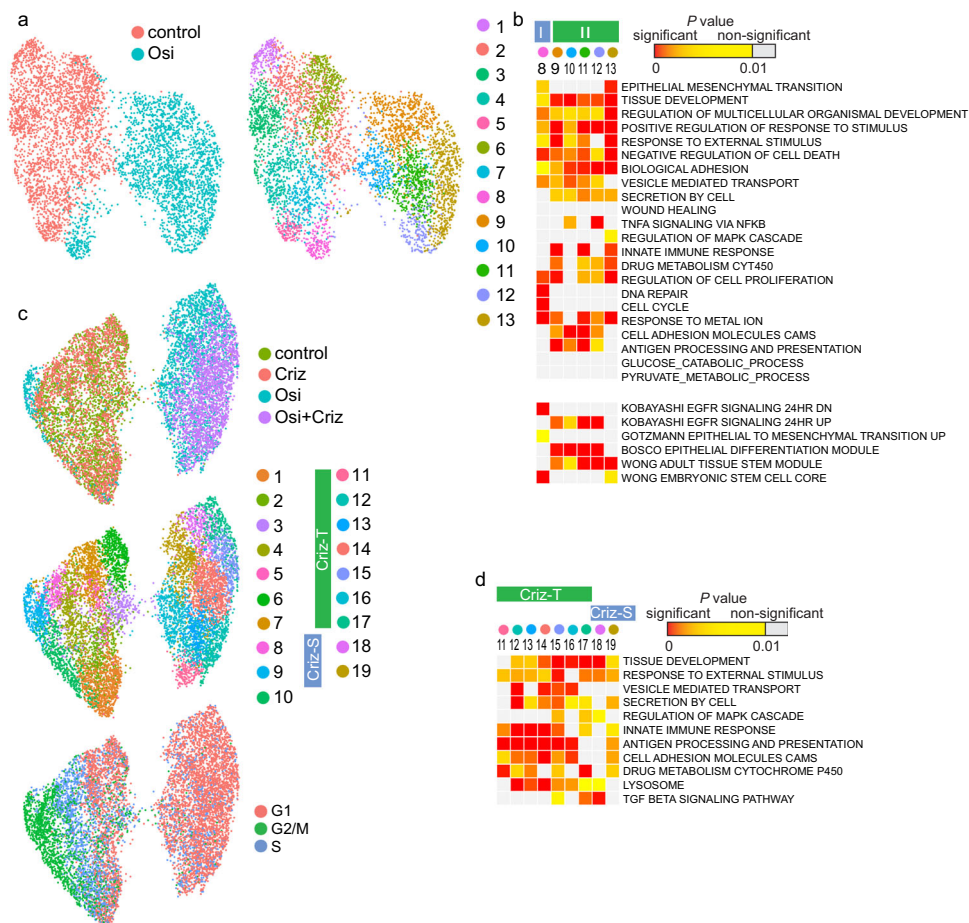 a
control
Osi
1
2
3
4
5
6
7
8
9
10
11
12
13
b
I
II
P value
significant non-significant
0 0.01
8 9 10 11 12 13
EPITHELIAL MESENCHYMAL TRANSITION
TISSUE DEVELOPMENT
REGULATION OF MULTICELLULAR ORGANISMAL DEVELOPMENT
POSITIVE REGULATION OF RESPONSE TO STIMULUS
RESPONSE TO EXTERNAL STIMULUS
NEGATIVE REGULATION OF CELL DEATH
BIOLOGICAL ADHESION
VESICLE MEDIATED TRANSPORT
SECRETION BY CELL
WOUND HEALING
TNFA SIGNALING VIA NFKB
REGULATION OF MAPK CASCADE
INNATE IMMUNE RESPONSE
DRUG METABOLISM CYT450
REGULATION OF CELL PROLIFERATION
DNA REPAIR
CELL CYCLE
RESPONSE TO METAL ION
CELL ADHESION MOLECULES CAMS
ANTIGEN PROCESSING AND PRESENTATION
GLUCOSE_CATABOLIC_PROCESS
PYRUVATE_METABOLIC_PROCESS
KOBAYASHI EGFR SIGNALING 24HR DN
KOBAYASHI EGFR SIGNALING 24HR UP
GOTZMANN EPITHELIAL TO MESENCHYMAL TRANSITION UP
BOSCO EPITHELIAL DIFFERENTIATION MODULE
WONG ADULT TISSUE STEM MODULE
WONG EMBRYONIC STEM CELL CORE
c
control
Criz
Osi
Osi+Criz
1
2
3
4
5
6
7
8
9
10
Criz-T
Criz-S
11
12
13
14
15
16
17
18
19
G1
G2/M
S
d
Criz-T
Criz-S
P value
significant non-significant
0 0.01
11 12 13 14 15 16 17 18 19
TISSUE DEVELOPMENT
RESPONSE TO EXTERNAL STIMULUS
VESICLE MEDIATED TRANSPORT
SECRETION BY CELL
REGULATION OF MAPK CASCADE
INNATE IMMUNE RESPONSE
ANTIGEN PROCESSING AND PRESENTATION
CELL ADHESION MOLECULES CAMS
DRUG METABOLISM CYTOCHROME P450
LYSOSOME
TGF BETA SIGNALING PATHWAY